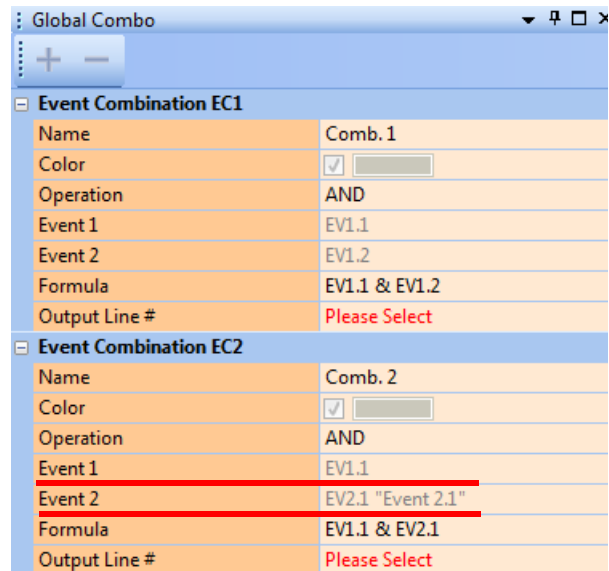 Global Combo
Event Combination EC1
Name Comb. 1
Color
Operation AND
Event 1 EV1.1
Event 2 EV1.2
Formula EV1.1 & EV1.2
Output Line # Please Select
Event Combination EC2
Name Comb. 2
Color
Operation AND
Event 1 EV1.1
Event 2 EV2.1 "Event 2.1"
Formula EV1.1 & EV2.1
Output Line # Please Select